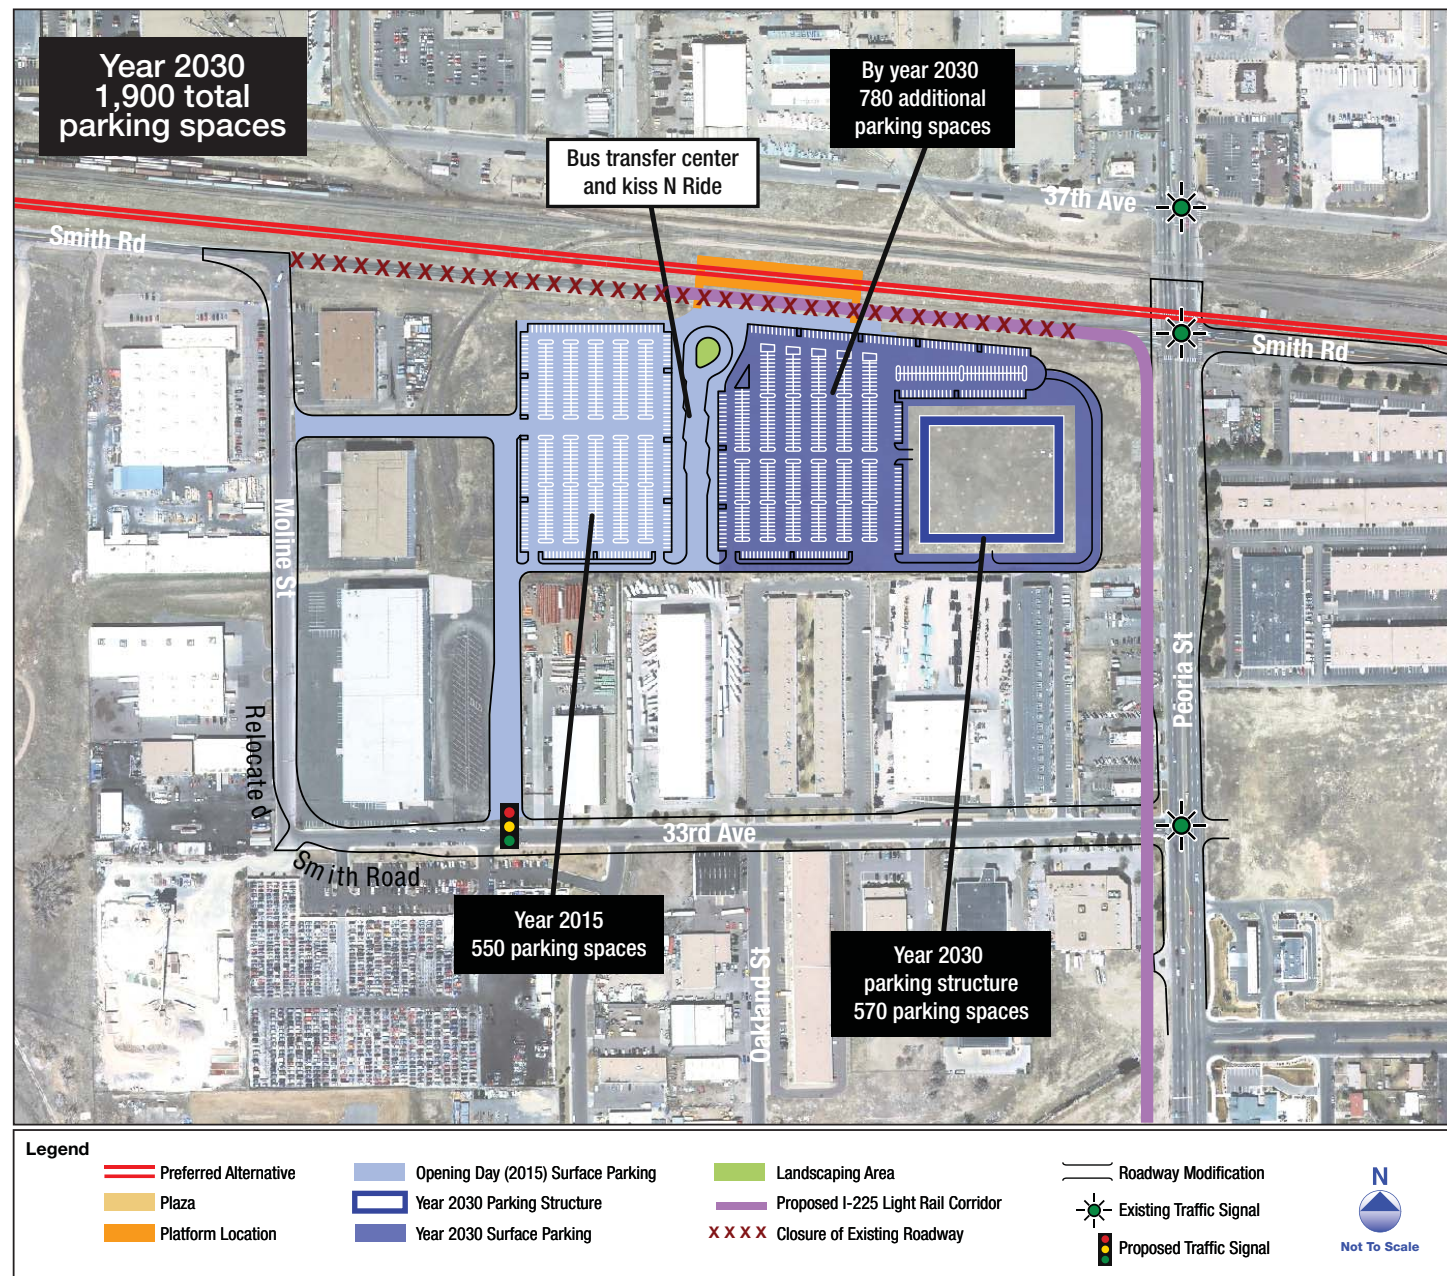 Year 2030
1,900 total
parking spaces
By year 2030
780 additional
parking spaces
Bus transfer center
and kiss N Ride
37th Ave
Smith Rd
Smith Rd
Moline St
Peoria St
Relocated
Smith Road
33rd Ave
Oakland St
Year 2015
550 parking spaces
Year 2030
parking structure
570 parking spaces
X X X X X X X X X X X X X X X X X X X X X X X X X X X X X X X X X X X X X
Legend
Preferred Alternative
Plaza
Platform Location
Opening Day (2015) Surface Parking
Year 2030 Parking Structure
Year 2030 Surface Parking
Landscaping Area
Proposed I-225 Light Rail Corridor
X X X X Closure of Existing Roadway
Roadway Modification
Existing Traffic Signal
Proposed Traffic Signal
N
Not To Scale